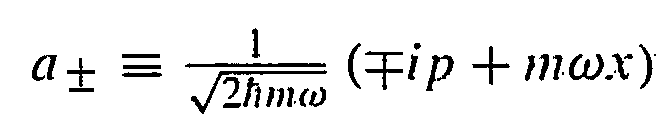 a± ≡ 1/√(2ħmω) (∓ip + mωx)